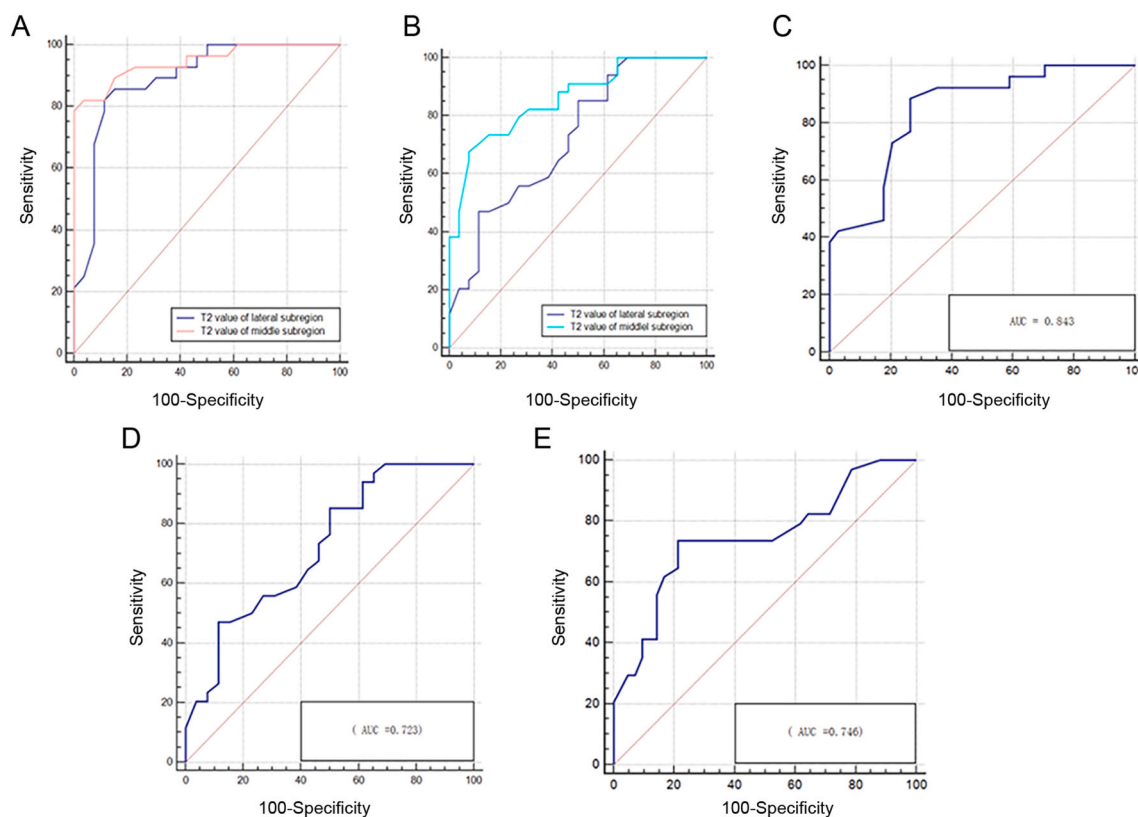 A
Sensitivity
100
80
60
40
20
0
T2 value of lateral subregion
T2 value of middle subregion
0 20 40 60 80 100
100-Specificity
B
Sensitivity
100
80
60
40
20
0
T2 value of lateral subregion
T2 value of middlel subregion
0 20 40 60 80 100
100-Specificity
C
Sensitivity
100
80
60
40
20
0
AUC = 0.843
0 20 40 60 80 100
100-Specificity
D
Sensitivity
100
80
60
40
20
0
( AUC =0.723)
0 20 40 60 80 100
100-Specificity
E
Sensitivity
100
80
60
40
20
0
( AUC =0.746)
0 20 40 60 80 100
100-Specificity